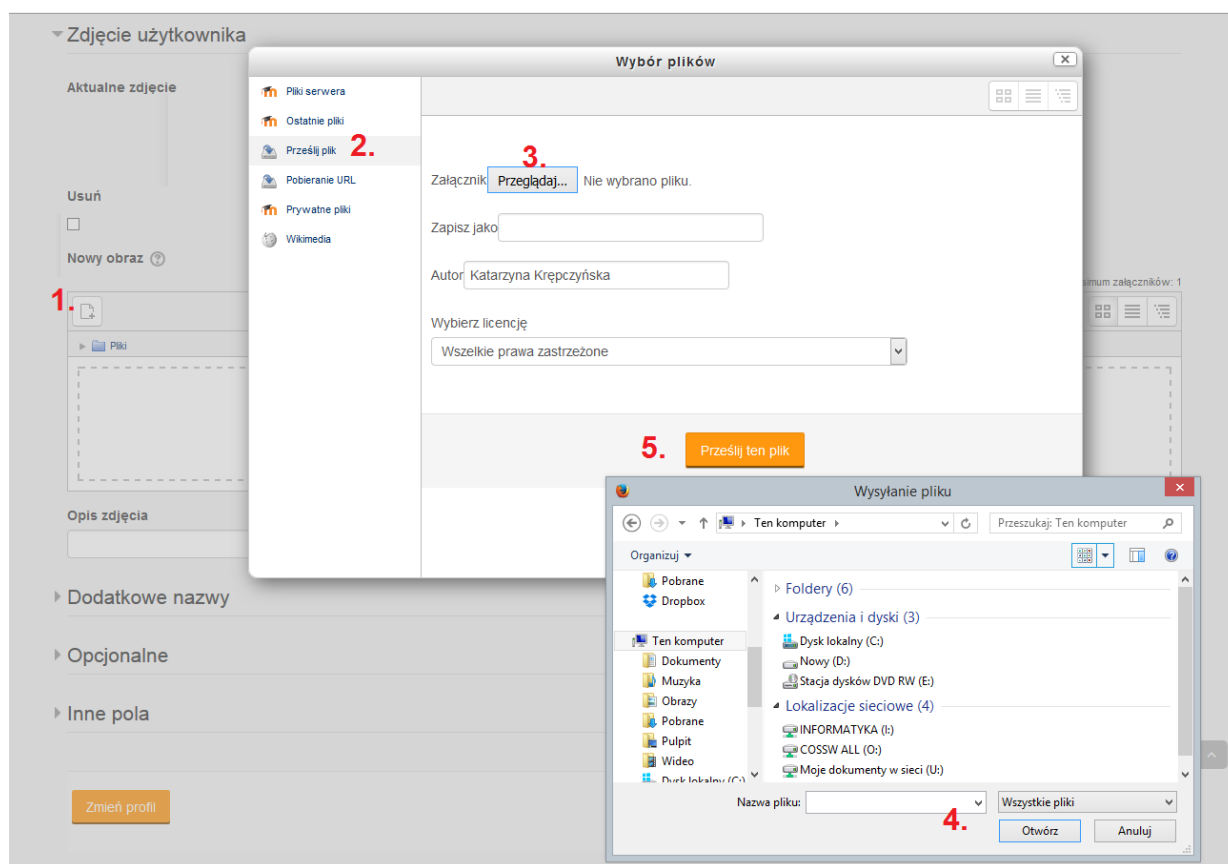 Zdjęcie użytkownika
Aktualne zdjęcie
Usuń
Nowy obraz
1.
Pliki
Opis zdjęcia
Dodatkowe nazwy
Opcjonalne
Inne pola
Zmień profil
Wybór plików
Pliki serwera
Ostatnie pliki
Prześlij plik 2.
Pobieranie URL
Prywatne pliki
Wikimedia
3.
Załącznik Przeglądaj... Nie wybrano pliku.
Zapisz jako
Autor Katarzyna Krępczyńska
Wybierz licencję
Wszelkie prawa zastrzeżone
5. Prześlij ten plik
załączników: 1
Wysyłanie pliku
Ten komputer
Przeszukaj: Ten komputer
Organizuj
Pobrane
Dropbox
Ten komputer
Dokumenty
Muzyka
Obrazy
Pobrane
Pulpit
Wideo
Dysk lokalny (C:)
Foldery (6)
Urządzenia i dyski (3)
Dysk lokalny (C:)
Nowy (D:)
Stacja dysków DVD RW (E:)
Lokalizacje sieciowe (4)
INFORMATYKA (I:)
COSSW ALL (O:)
Moje dokumenty w sieci (U:)
Nazwa pliku:
Wszystkie pliki
4.
Otwórz Anuluj